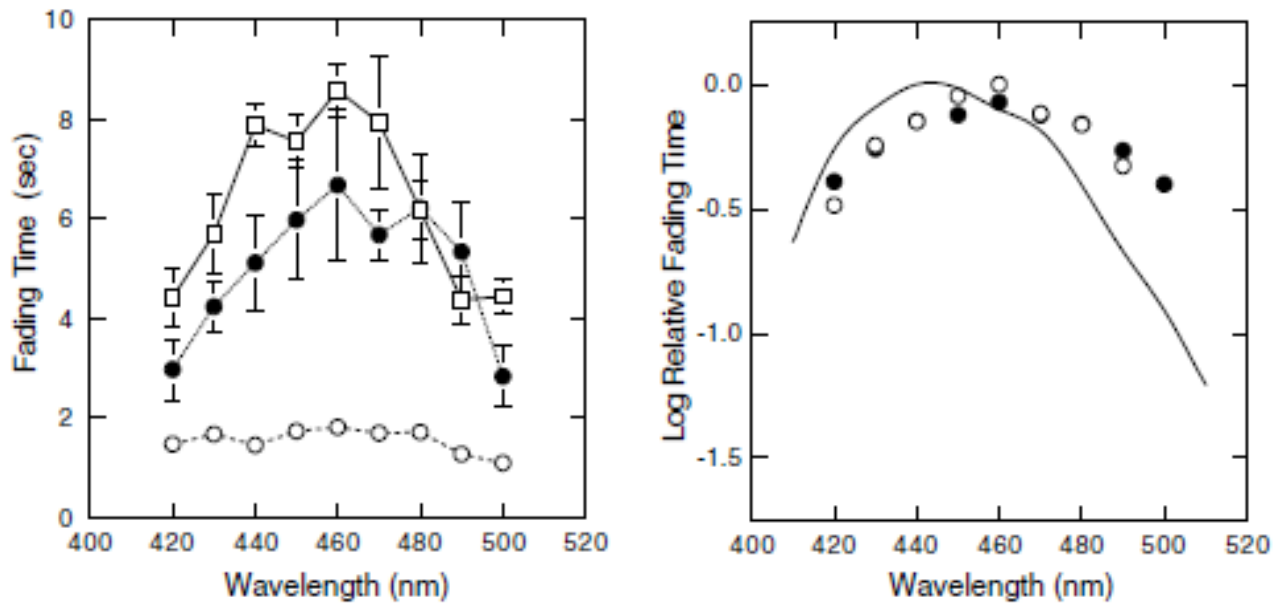 10
8
6
4
2
0
400 420 440 460 480 500 520
Fading Time (sec)
Wavelength (nm)
0.0
-0.5
-1.0
-1.5
400 420 440 460 480 500 520
Log Relative Fading Time
Wavelength (nm)